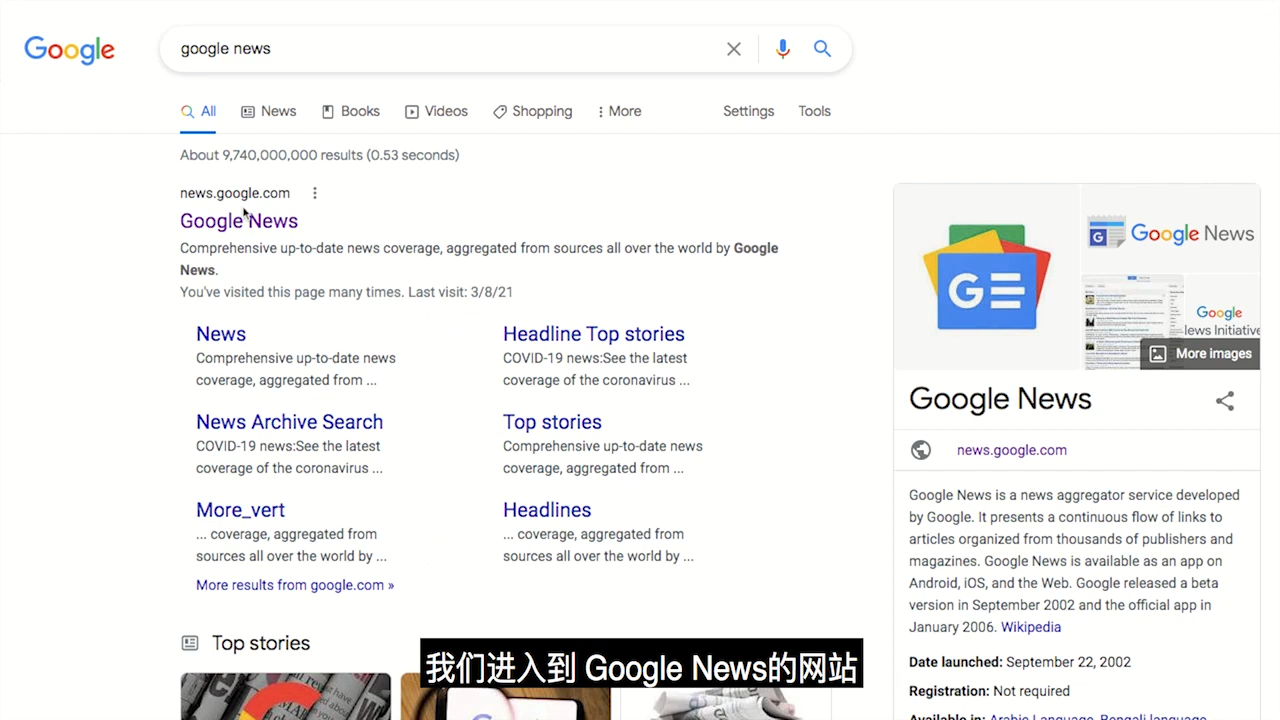 Google
google news
All
News
Books
Videos
Shopping
More
Settings
Tools
About 9,740,000,000 results (0.53 seconds)
news.google.com
Google News
Comprehensive up-to-date news coverage, aggregated from sources all over the world by Google
News.
You've visited this page many times. Last visit: 3/8/21
News
Comprehensive up-to-date news
coverage, aggregated from ...
Headline Top stories
COVID-19 news:See the latest
coverage of the coronavirus ...
News Archive Search
COVID-19 news:See the latest
coverage of the coronavirus ...
Top stories
Comprehensive up-to-date news
coverage, aggregated from ...
More_vert
... coverage, aggregated from
sources all over the world by ...
Headlines
... coverage, aggregated from
sources all over the world by ...
More results from google.com »
Top stories
GE
G Google News
Google
News Initiative
More images
Google News
news.google.com
Google News is a news aggregator service developed
by Google. It presents a continuous flow of links to
articles organized from thousands of publishers and
magazines. Google News is available as an app on
Android, iOS, and the Web. Google released a beta
version in September 2002 and the official app in
January 2006. Wikipedia
Date launched: September 22, 2002
Registration: Not required
Available in: Arabic Language, Bengali language,
我们进入到 Google News的网站